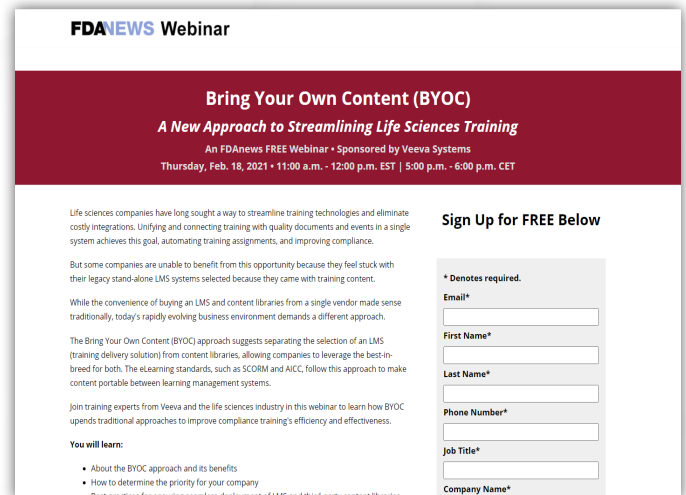 FDANEWS Webinar
Bring Your Own Content (BYOC)
A New Approach to Streamlining Life Sciences Training
An FDAnews FREE Webinar • Sponsored by Veeva Systems
Thursday, Feb. 18, 2021 • 11:00 a.m. - 12:00 p.m. EST | 5:00 p.m. - 6:00 p.m. CET
Life sciences companies have long sought a way to streamline training technologies and eliminate
costly integrations. Unifying and connecting training with quality documents and events in a single
system achieves this goal, automating training assignments, and improving compliance.
But some companies are unable to benefit from this opportunity because they feel stuck with
their legacy stand-alone LMS systems selected because they came with training content.
While the convenience of buying an LMS and content libraries from a single vendor made sense
traditionally, today's rapidly evolving business environment demands a different approach.
The Bring Your Own Content (BYOC) approach suggests separating the selection of an LMS
(training delivery solution) from content libraries, allowing companies to leverage the best-in-
breed for both. The eLearning standards, such as SCORM and AICC, follow this approach to make
content portable between learning management systems.
Join training experts from Veeva and the life sciences industry in this webinar to learn how BYOC
upends traditional approaches to improve compliance training's efficiency and effectiveness.
You will learn:
• About the BYOC approach and its benefits
• How to determine the priority for your company
Sign Up for FREE Below
* Denotes required.
Email*
First Name*
Last Name*
Phone Number*
Job Title*
Company Name*